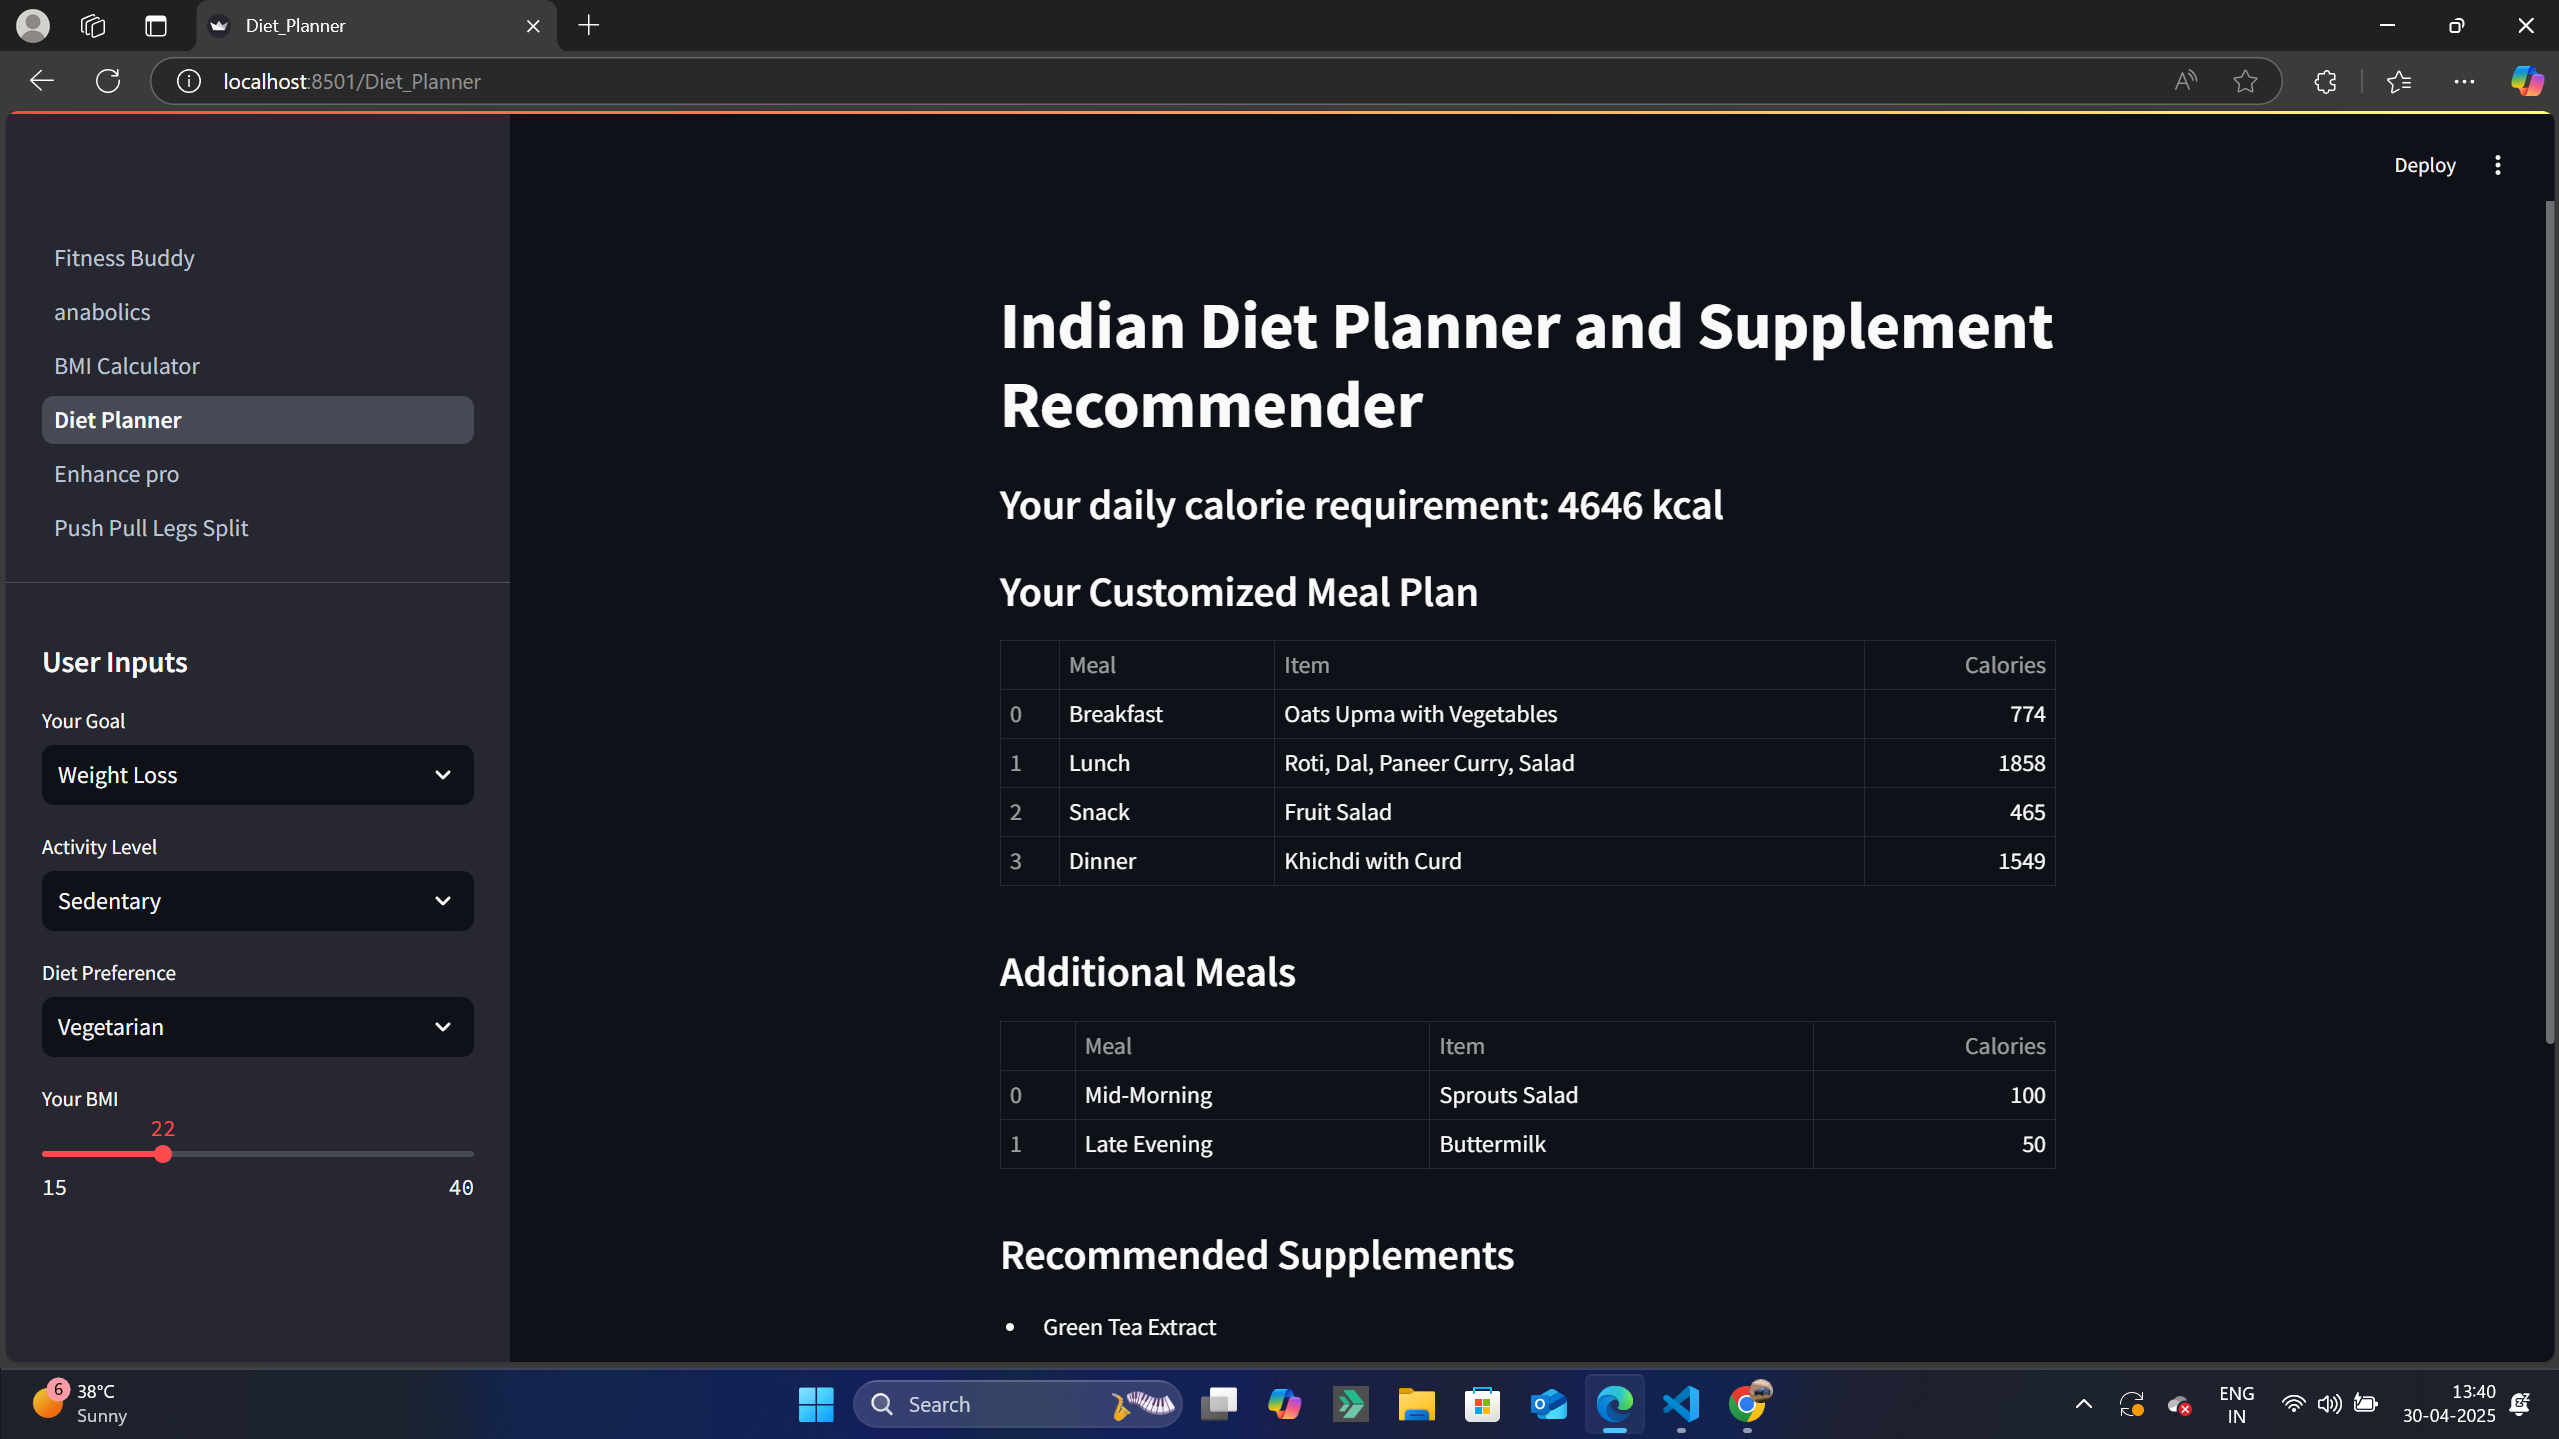 Diet_Planner
localhost:8501/Diet_Planner
Deploy
Fitness Buddy
anabolics
BMI Calculator
Diet Planner
Enhance pro
Push Pull Legs Split
User Inputs
Your Goal
Weight Loss
Activity Level
Sedentary
Diet Preference
Vegetarian
Your BMI
22
15 40
Indian Diet Planner and Supplement
Recommender
Your daily calorie requirement: 4646 kcal
Your Customized Meal Plan
Meal Item Calories
0 Breakfast Oats Upma with Vegetables 774
1 Lunch Roti, Dal, Paneer Curry, Salad 1858
2 Snack Fruit Salad 465
3 Dinner Khichdi with Curd 1549
Additional Meals
Meal Item Calories
0 Mid-Morning Sprouts Salad 100
1 Late Evening Buttermilk 50
Recommended Supplements
• Green Tea Extract
6
38°C
Sunny
Search
ENG
IN
13:40
30-04-2025